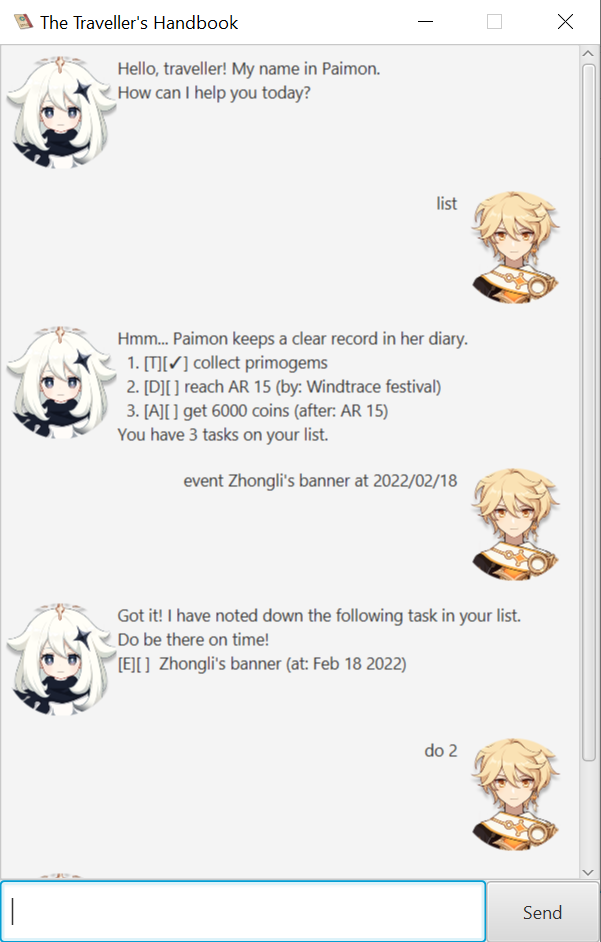 The Traveller's Handbook
Hello, traveller! My name in Paimon.
How can I help you today?
list
Hmm... Paimon keeps a clear record in her diary.
1. [T][✓] collect primogems
2. [D][ ] reach AR 15 (by: Windtrace festival)
3. [A][ ] get 6000 coins (after: AR 15)
You have 3 tasks on your list.
event Zhongli's banner at 2022/02/18
Got it! I have noted down the following task in your list.
Do be there on time!
[E][ ]  Zhongli's banner (at: Feb 18 2022)
do 2
Send